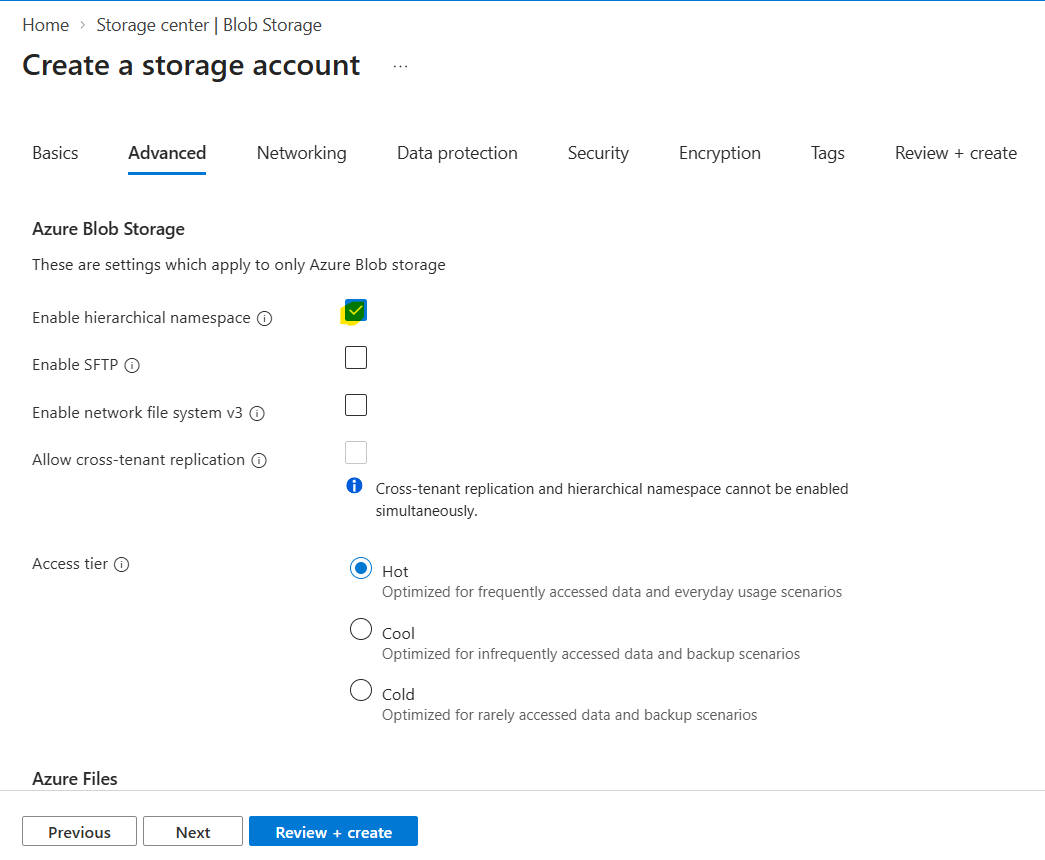 Home > Storage center | Blob Storage
Create a storage account ...
Basics Advanced Networking Data protection Security Encryption Tags Review + create
Azure Blob Storage
These are settings which apply to only Azure Blob storage
Enable hierarchical namespace
Enable SFTP
Enable network file system v3
Allow cross-tenant replication
Cross-tenant replication and hierarchical namespace cannot be enabled
simultaneously.
Access tier
Hot
Optimized for frequently accessed data and everyday usage scenarios
Cool
Optimized for infrequently accessed data and backup scenarios
Cold
Optimized for rarely accessed data and backup scenarios
Azure Files
Previous Next Review + create